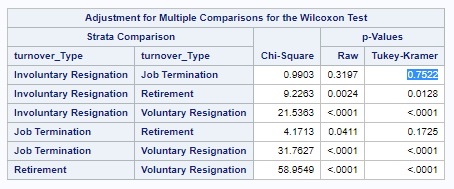 Adjustment for Multiple Comparisons for the Wilcoxon Test
Strata Comparison p-Values
turnover_Type turnover_Type Chi-Square Raw Tukey-Kramer
Involuntary Resignation Job Termination 0.9903 0.3197 0.7522
Involuntary Resignation Retirement 9.2263 0.0024 0.0128
Involuntary Resignation Voluntary Resignation 21.5363 <.0001 <.0001
Job Termination Retirement 4.1713 0.0411 0.1725
Job Termination Voluntary Resignation 31.7627 <.0001 <.0001
Retirement Voluntary Resignation 58.9549 <.0001 <.0001